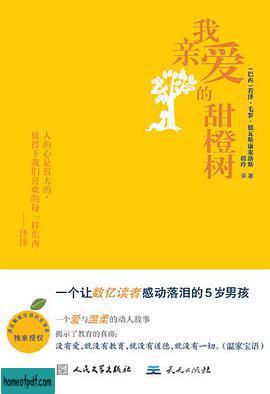 我亲爱的甜橙树
(巴西)若泽·毛罗·德瓦斯康塞洛斯 著
蔚玲 译
人的心是很大的，
放得下我们喜欢的每一样东西。
——泽泽
一个让数亿读者感动落泪的5岁男孩
一个爱与温柔的动人故事
揭示了教育的真谛：
没有爱，就没有教育，就没有道德，就没有一切。(温家宝语)
独家授权
人民文学出版社
天天出版社
homeofpdf.com